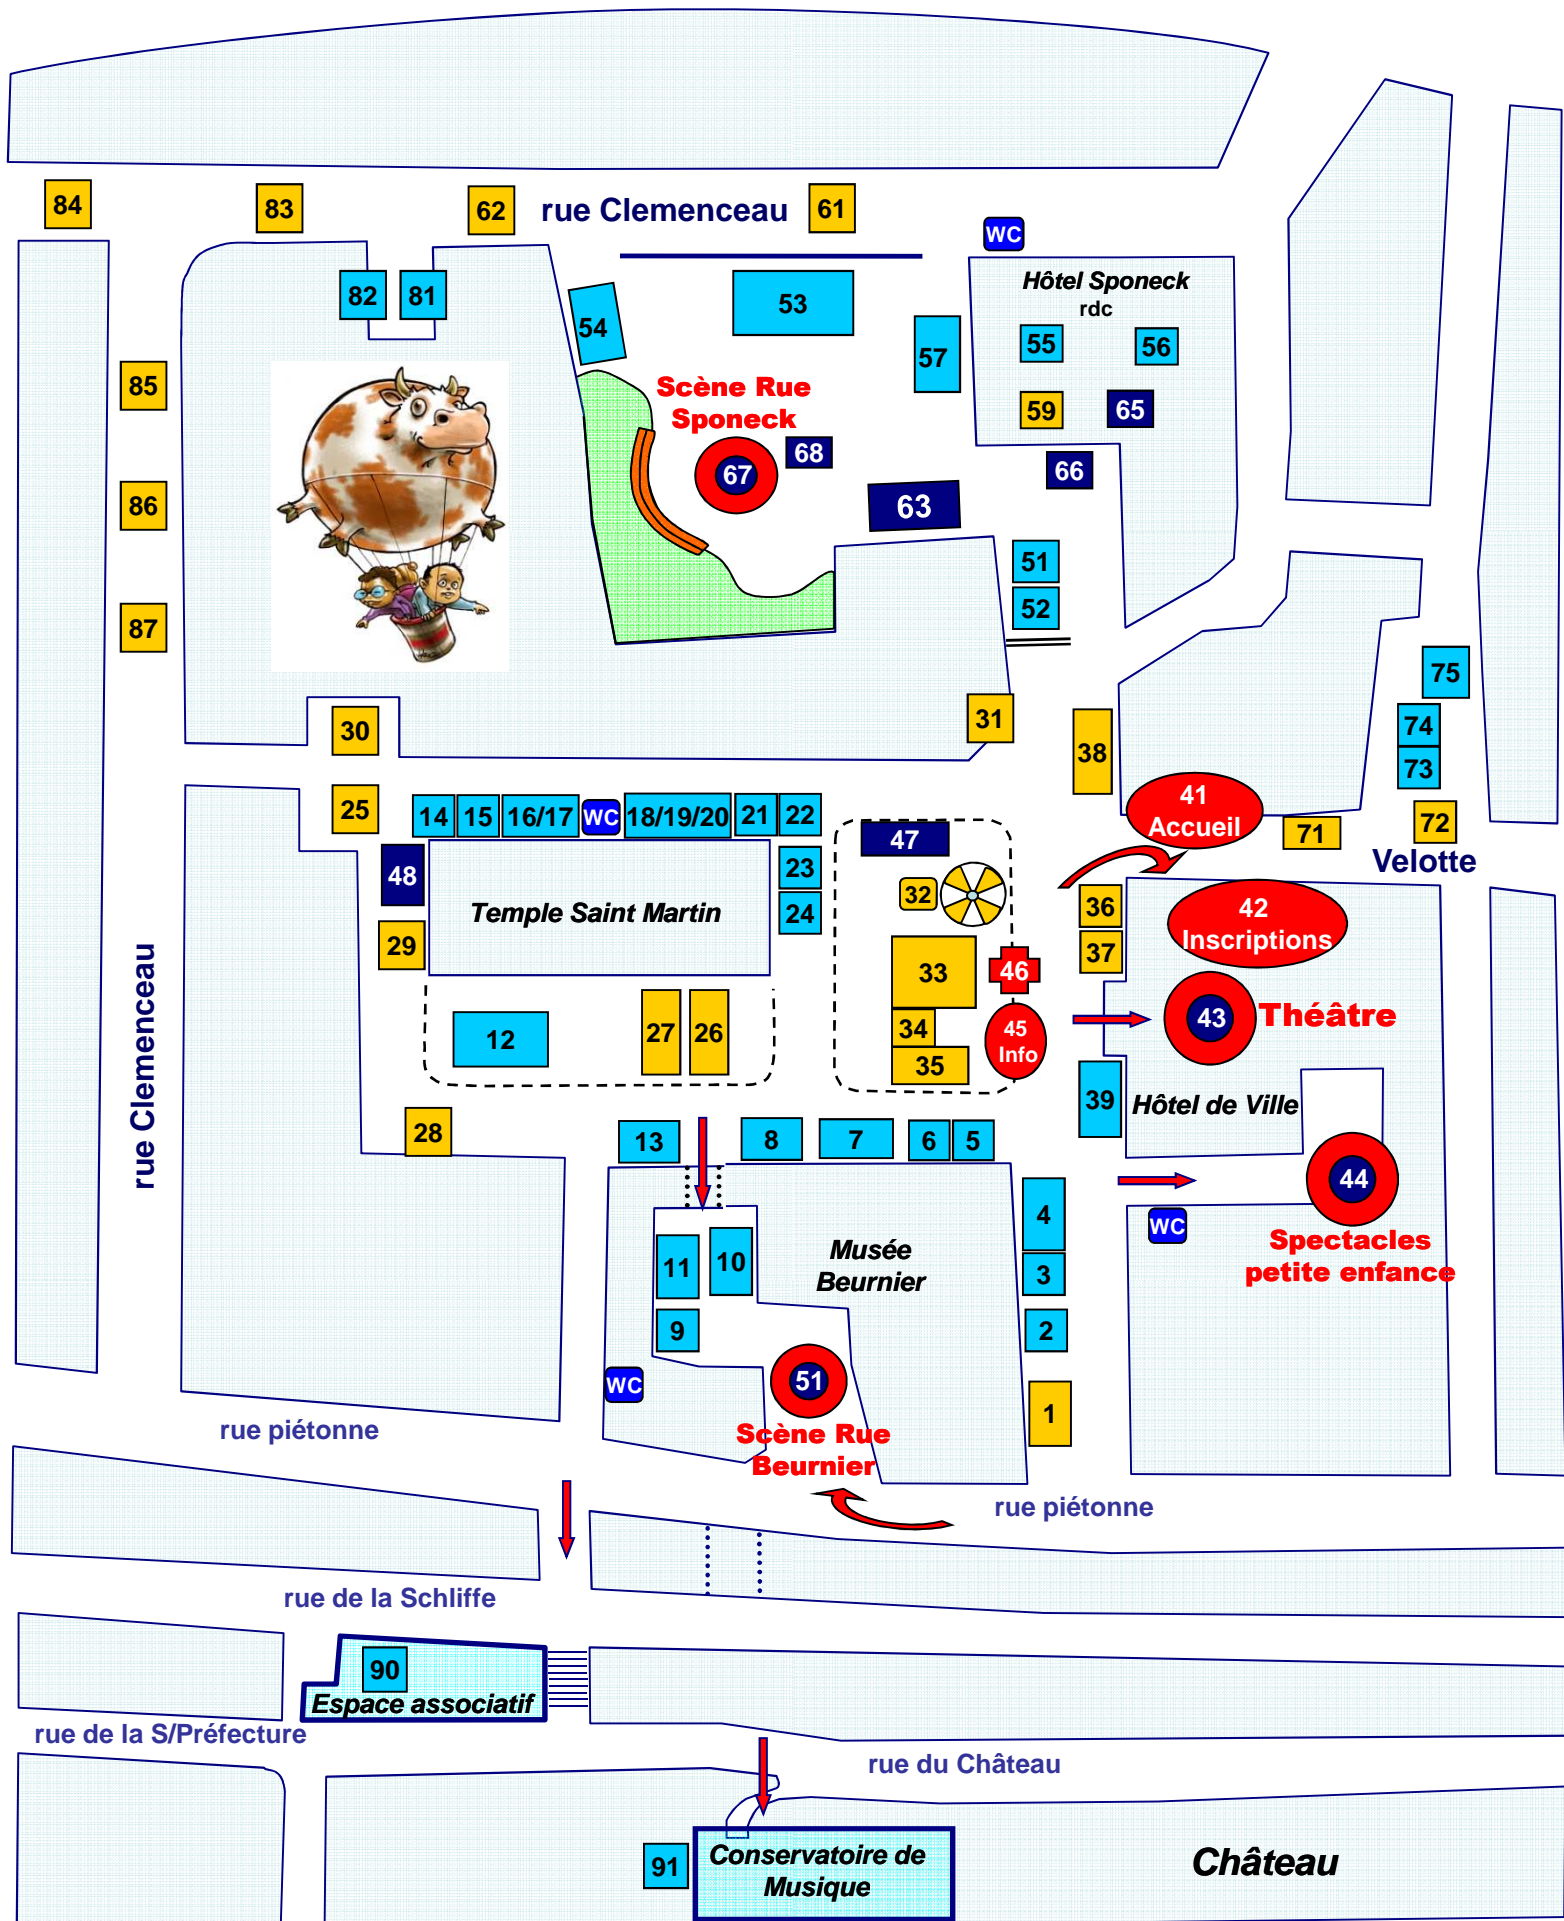 84
83
62
rue Clemenceau
61
WC
82
81
54
53
57
Hôtel Sponeck
rdc
55
56
59
65
66
85
86
87
Scène Rue
Sponeck
67
68
63
51
52
75
74
73
72
71
Velotte
30
31
38
25
14
15
16/17
WC
18/19/20
21
22
23
24
48
29
Temple Saint Martin
47
32
33
34
35
46
45
Info
41
Accueil
36
37
42
Inscriptions
43
Théâtre
39
Hôtel de Ville
12
27
26
28
rue Clemenceau
13
8
7
6
5
4
3
2
1
44
WC
Spectacles
petite enfance
11
10
9
Musée
Beurnier
WC
51
Scène Rue
Beurnier
rue piétonne
rue piétonne
rue de la Schliffe
90
Espace associatif
rue de la S/Préfecture
rue du Château
91
Conservatoire de
Musique
Château